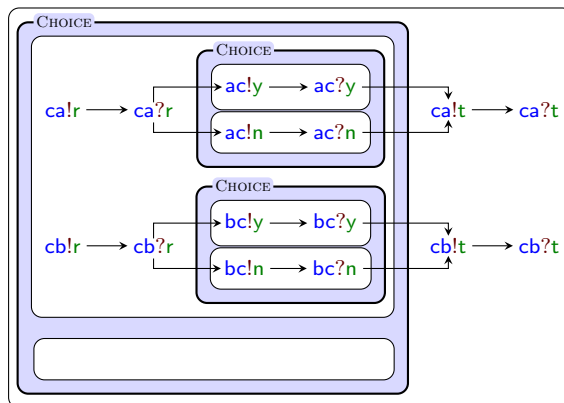 CHOICE
CHOICE
ac!y ac?y
ca!r ca?r ca!t ca?t
ac!n ac?n
CHOICE
bc!y bc?y
cb!r cb?r cb!t cb?t
bc!n bc?n